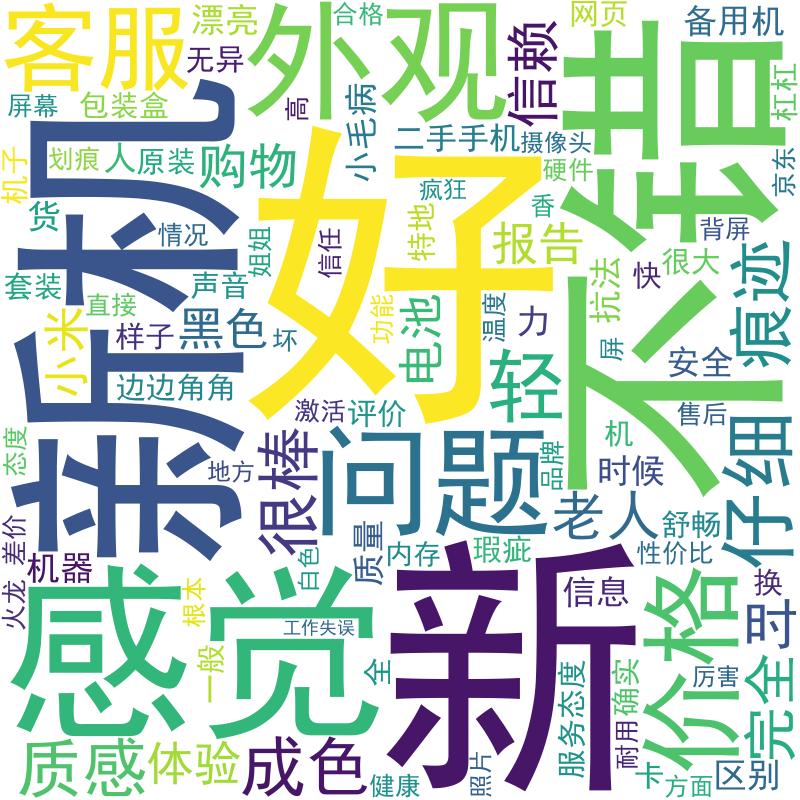 客服
漂亮
无异
外观
合格
高
小毛病
信赖
网页
备用机
不错
杠杠
屏幕
包装盒
新机
机子
划痕
人
原装
购物
好
二手手机
摄像头
疯狂
硬件
京东
香
货
情况
姐姐
信任
特地
报告
背屏
痕迹
套装
直接
声音
小米
样子
黑色
坏
功能
电池
温度
力
抗法
快
很大
屏
安全
边边角角
激活
评价
轻
售后
机
态度
地方
很棒
问题
品牌
时候
仔细
老人
舒畅
差价
火龙
机器
质量
内存
瑕疵
性价比
白色
感觉
根本
工作失误
新
信息
价格
换
时
一般
全
服务态度
确实
厉害
完全
质感
体验
成色
健康
照片
耐用
卡
方面
区别